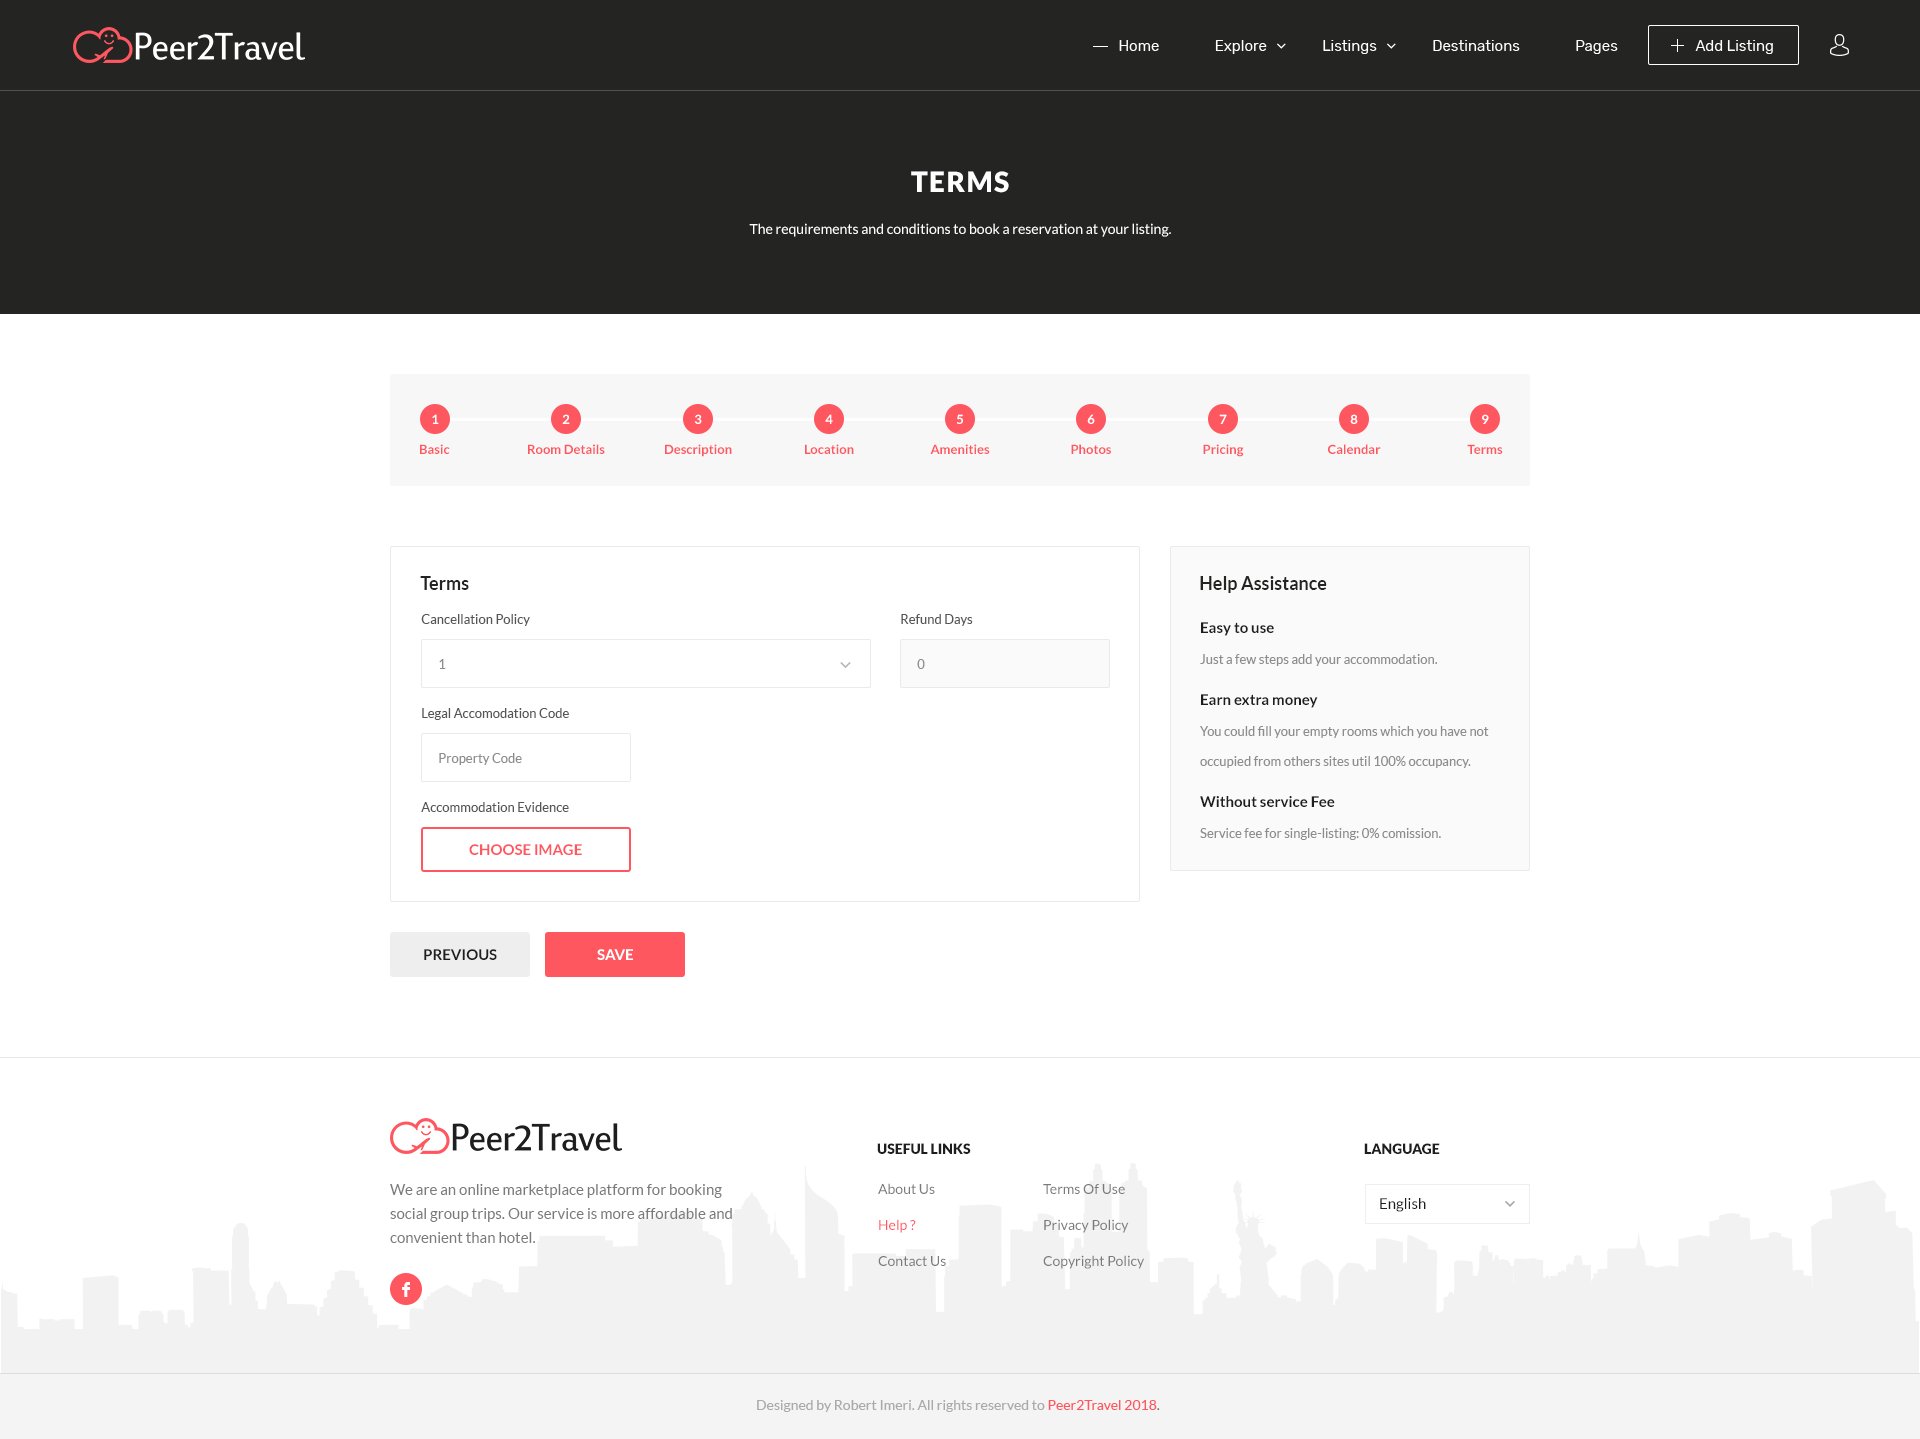 Peer2Travel
Home
Explore
Listings
Destinations
Pages
Add Listing
TERMS
The requirements and conditions to book a reservation at your listing.
1
2
3
4
5
6
7
8
9
Basic
Room Details
Description
Location
Amenities
Photos
Pricing
Calendar
Terms
Terms
Cancellation Policy
Refund Days
1
0
Legal Accomodation Code
Property Code
Accommodation Evidence
CHOOSE IMAGE
PREVIOUS
SAVE
Help Assistance
Easy to use
Just a few steps add your accommodation.
Earn extra money
You could fill your empty rooms which you have not
occupied from others sites util 100% occupancy.
Without service Fee
Service fee for single-listing: 0% comission.
Peer2Travel
We are an online marketplace platform for booking
social group trips. Our service is more affordable and
convenient than hotel.
f
USEFUL LINKS
About Us
Terms Of Use
Help ?
Privacy Policy
Contact Us
Copyright Policy
LANGUAGE
English
Designed by Robert Imeri. All rights reserved to Peer2Travel 2018.